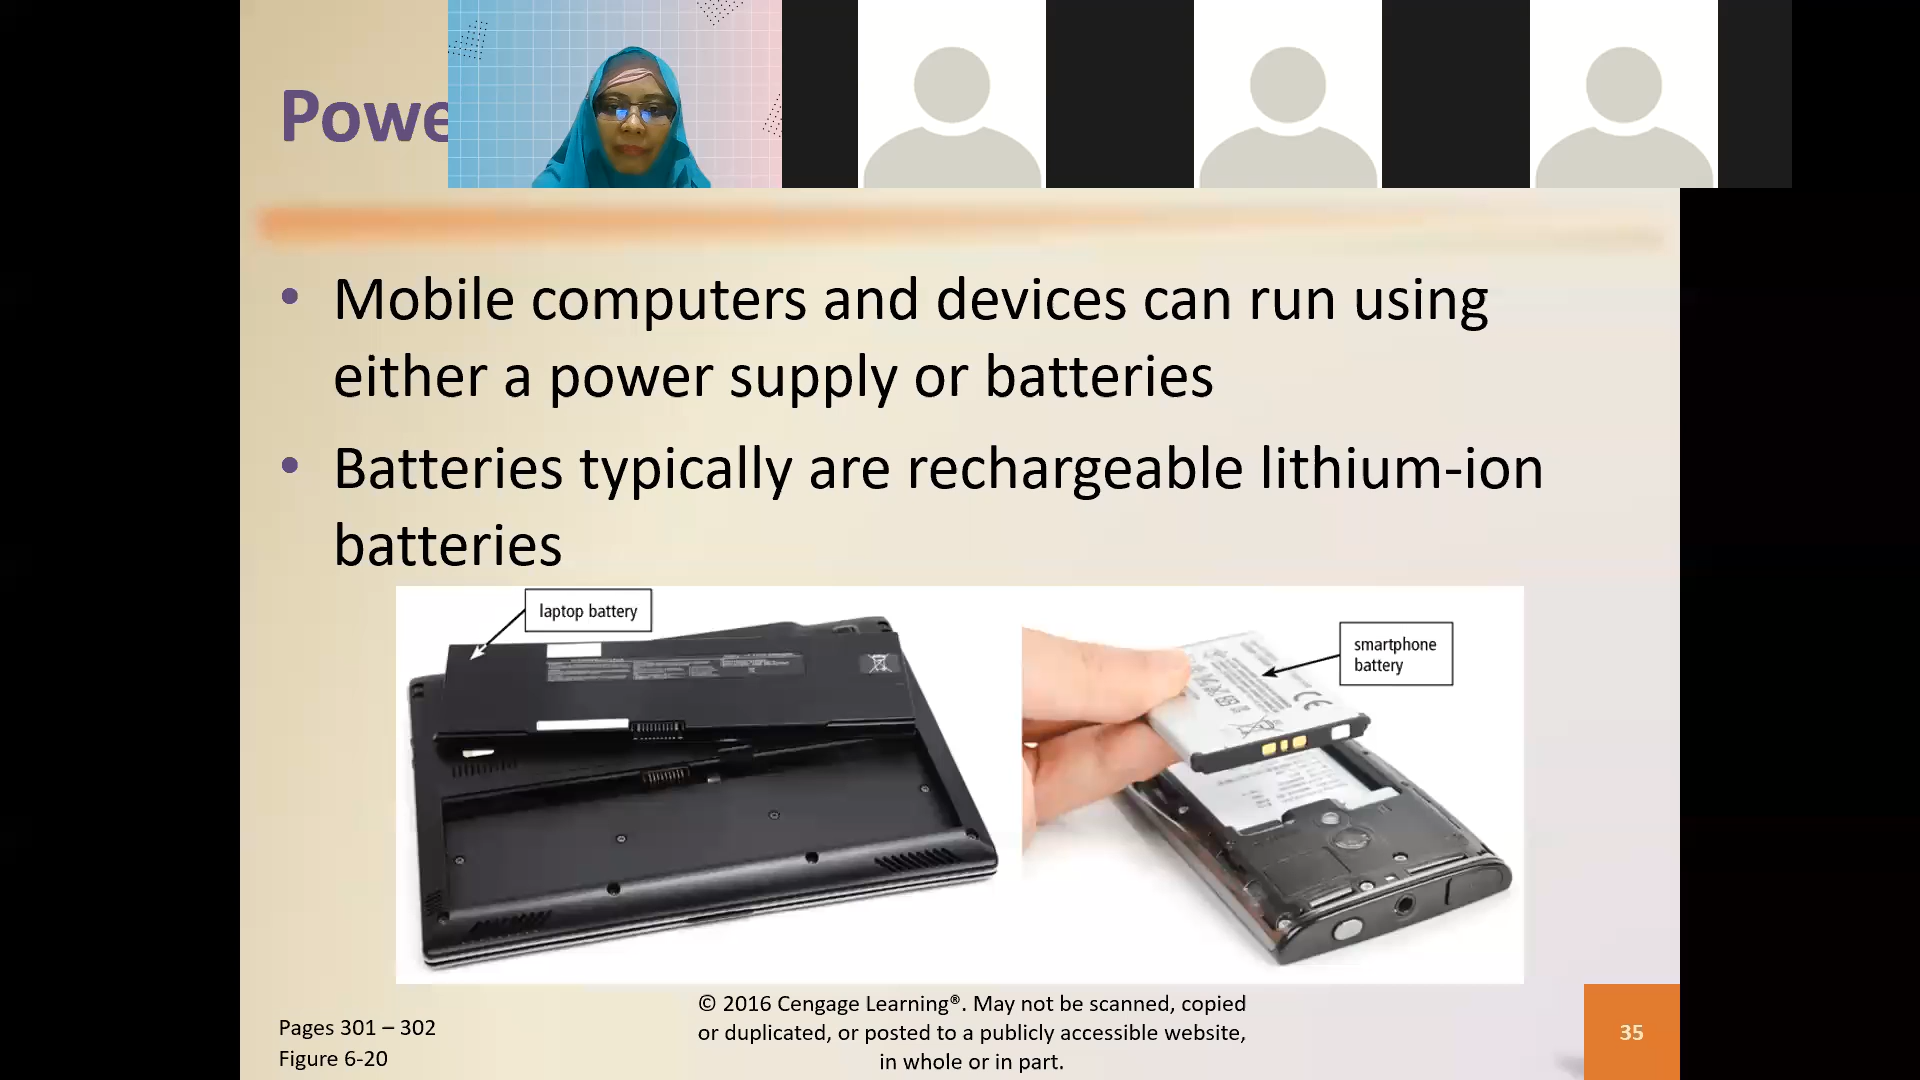 Powe
• Mobile computers and devices can run using
either a power supply or batteries
• Batteries typically are rechargeable lithium-ion
batteries
laptop battery
smartphone
battery
Pages 301 – 302
Figure 6-20
© 2016 Cengage Learning®. May not be scanned, copied
or duplicated, or posted to a publicly accessible website,
in whole or in part.
35